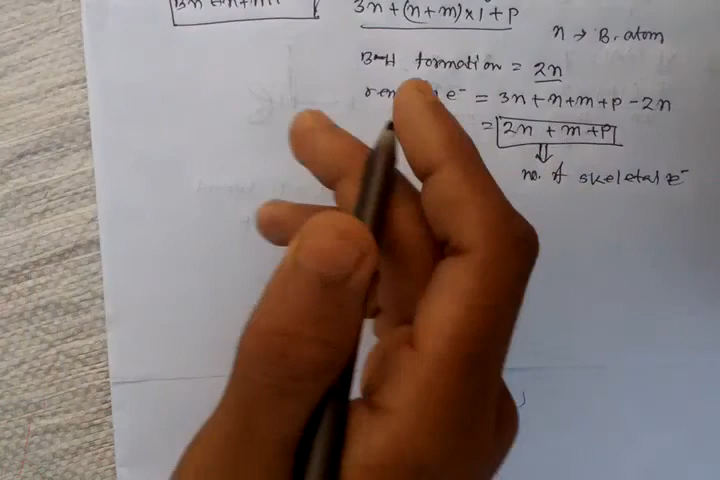 3n + (n+m)×1 + P
n → B. atom
B-H formation = 2n
e⁻ = 3n + n + m + P - 2n
= 2n + m + P
no. of skeletal e⁻